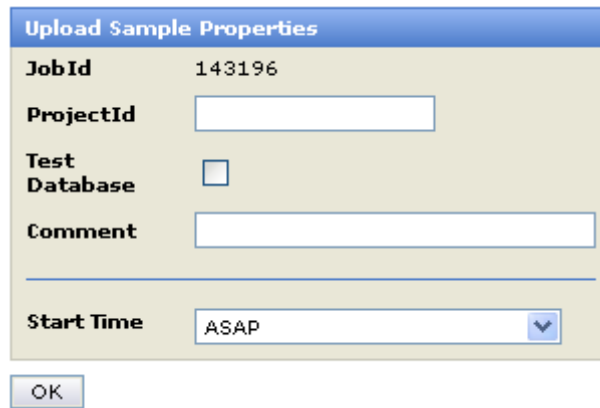 Upload Sample Properties
JobId 143196
ProjectId
Test
Database
Comment
Start Time ASAP
OK